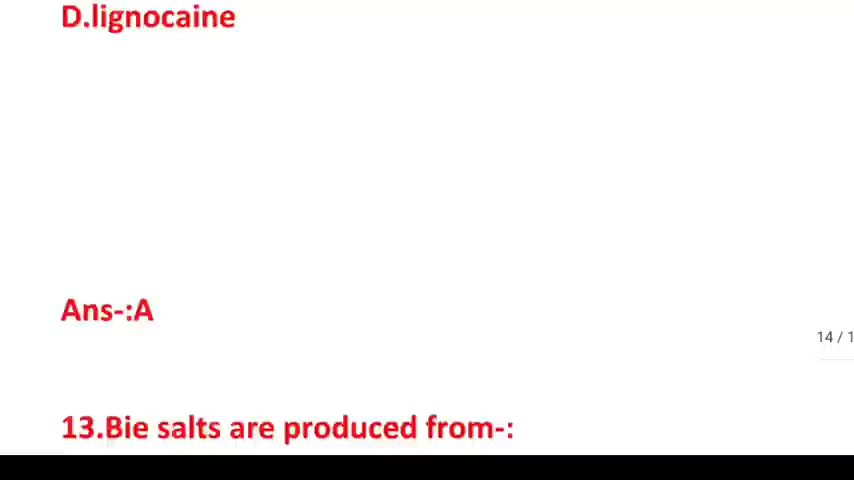 D.lignocaine
Ans-:A
14 / 1
13.Bie salts are produced from-: